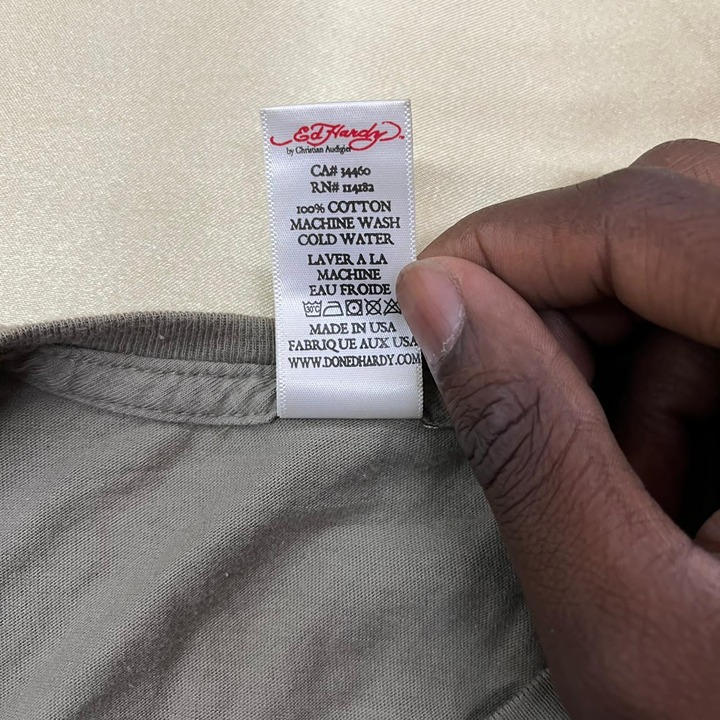 Ed Hardy
by Christian Audigier
CA# 34460
RN# 114182
100% COTTON
MACHINE WASH
COLD WATER
LAVER A LA
MACHINE
EAU FROIDE
30°C
MADE IN USA
FABRIQUE AUX USA
WWW.DONEDHARDY.COM